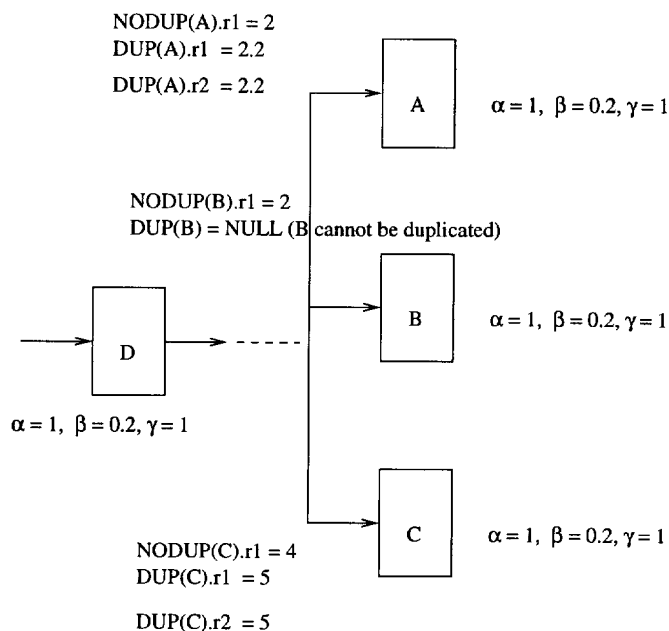 NODUP(A).r1 = 2
DUP(A).r1 = 2.2
DUP(A).r2 = 2.2
A
α = 1, β = 0.2, γ = 1
NODUP(B).r1 = 2
DUP(B) = NULL (B cannot be duplicated)
B
α = 1, β = 0.2, γ = 1
D
α = 1, β = 0.2, γ = 1
C
α = 1, β = 0.2, γ = 1
NODUP(C).r1 = 4
DUP(C).r1 = 5
DUP(C).r2 = 5